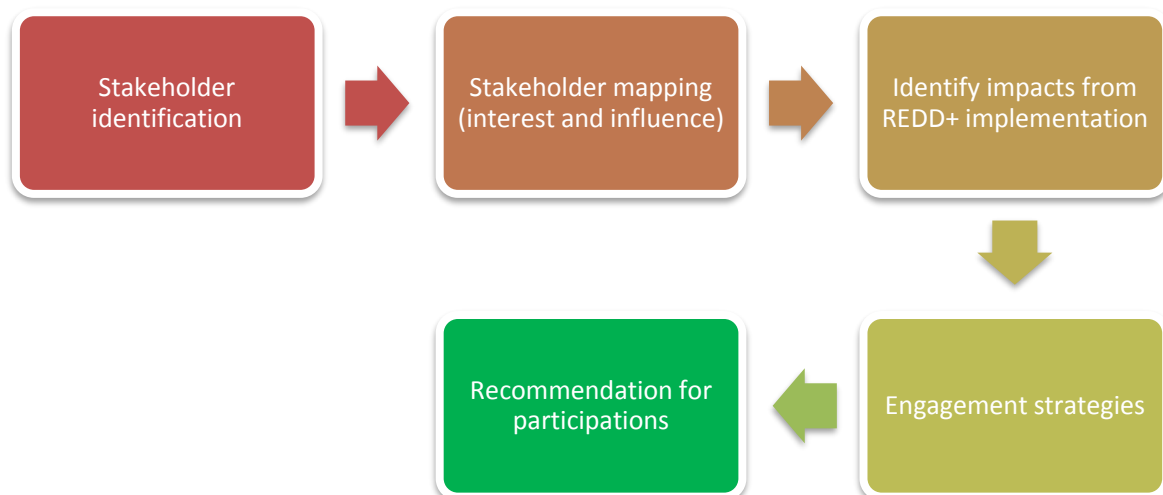 Stakeholder
identification
Stakeholder mapping
(interest and influence)
Identify impacts from
REDD+ implementation
Engagement strategies
Recommendation for
participations